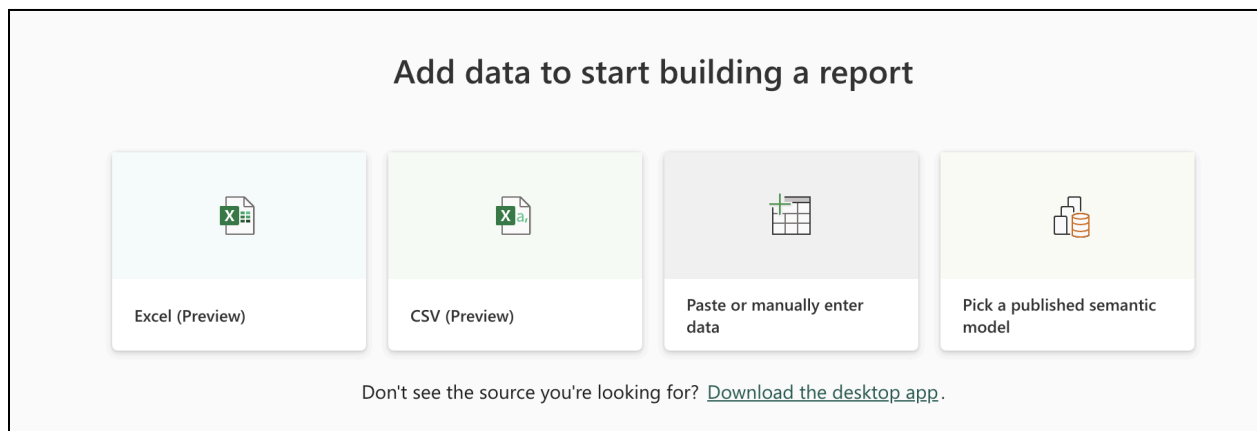 Add data to start building a report
X
X a,
Excel (Preview)
CSV (Preview)
Paste or manually enter
data
Pick a published semantic
model
Don't see the source you're looking for? Download the desktop app.